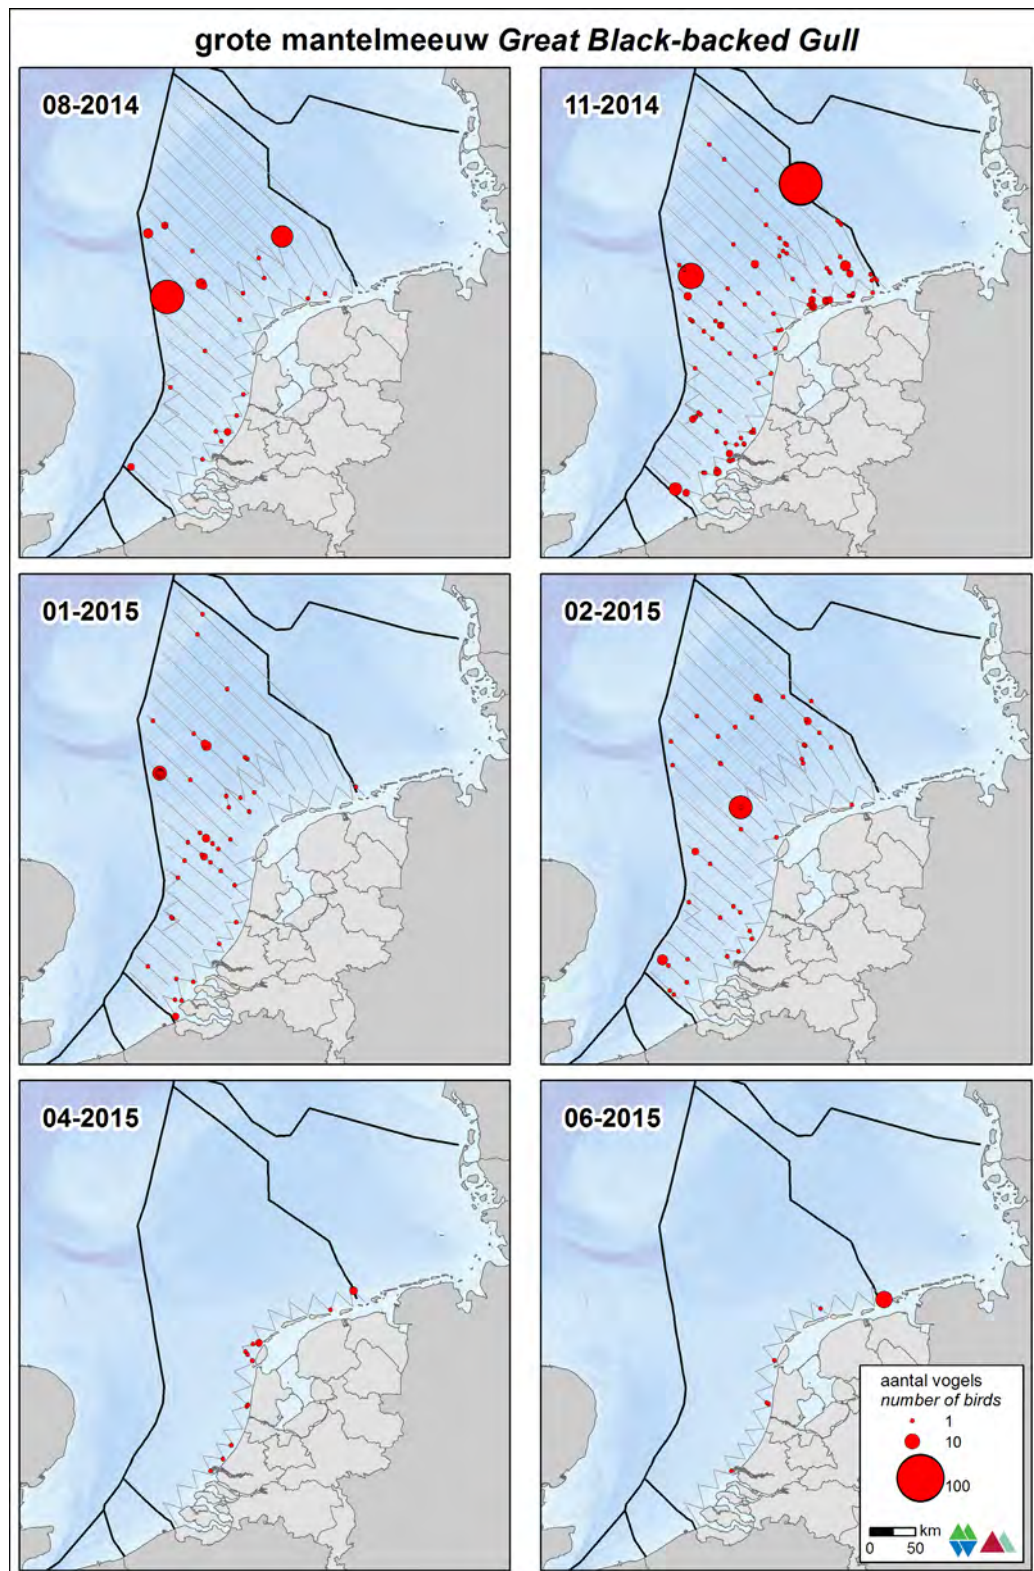 grote mantelmeeuw Great Black-backed Gull
08-2014
11-2014
01-2015
02-2015
04-2015
06-2015
aantal vogels
number of birds
1
10
100
km
0 50